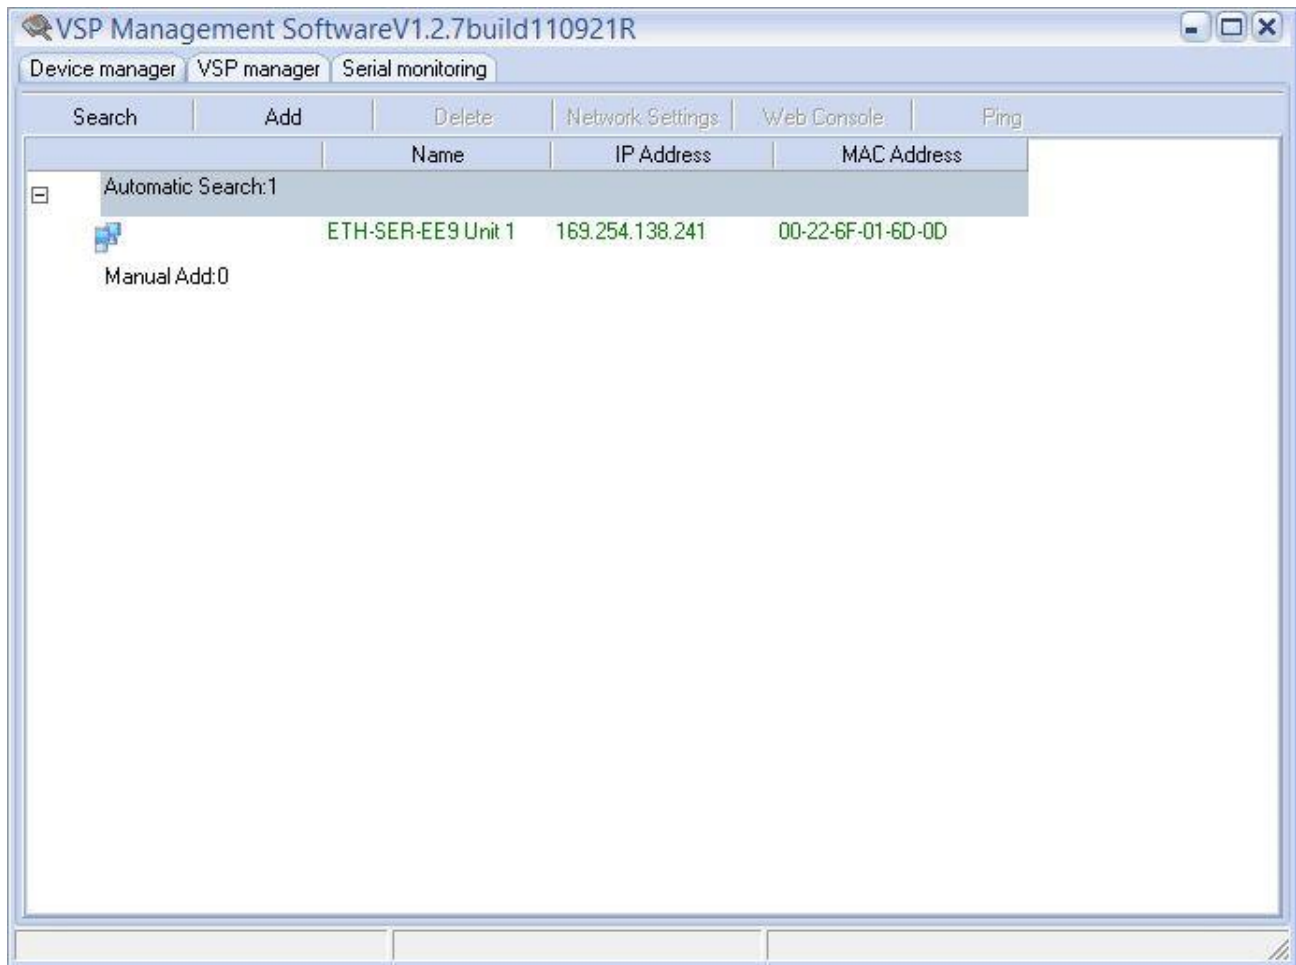 VSP Management SoftwareV1.2.7build110921R
Device manager VSP manager Serial monitoring
Search Add Delete Network Settings Web Console Ping
Name IP Address MAC Address
Automatic Search:1
ETH-SER-EE9 Unit 1 169.254.138.241 00-22-6F-01-6D-0D
Manual Add:0